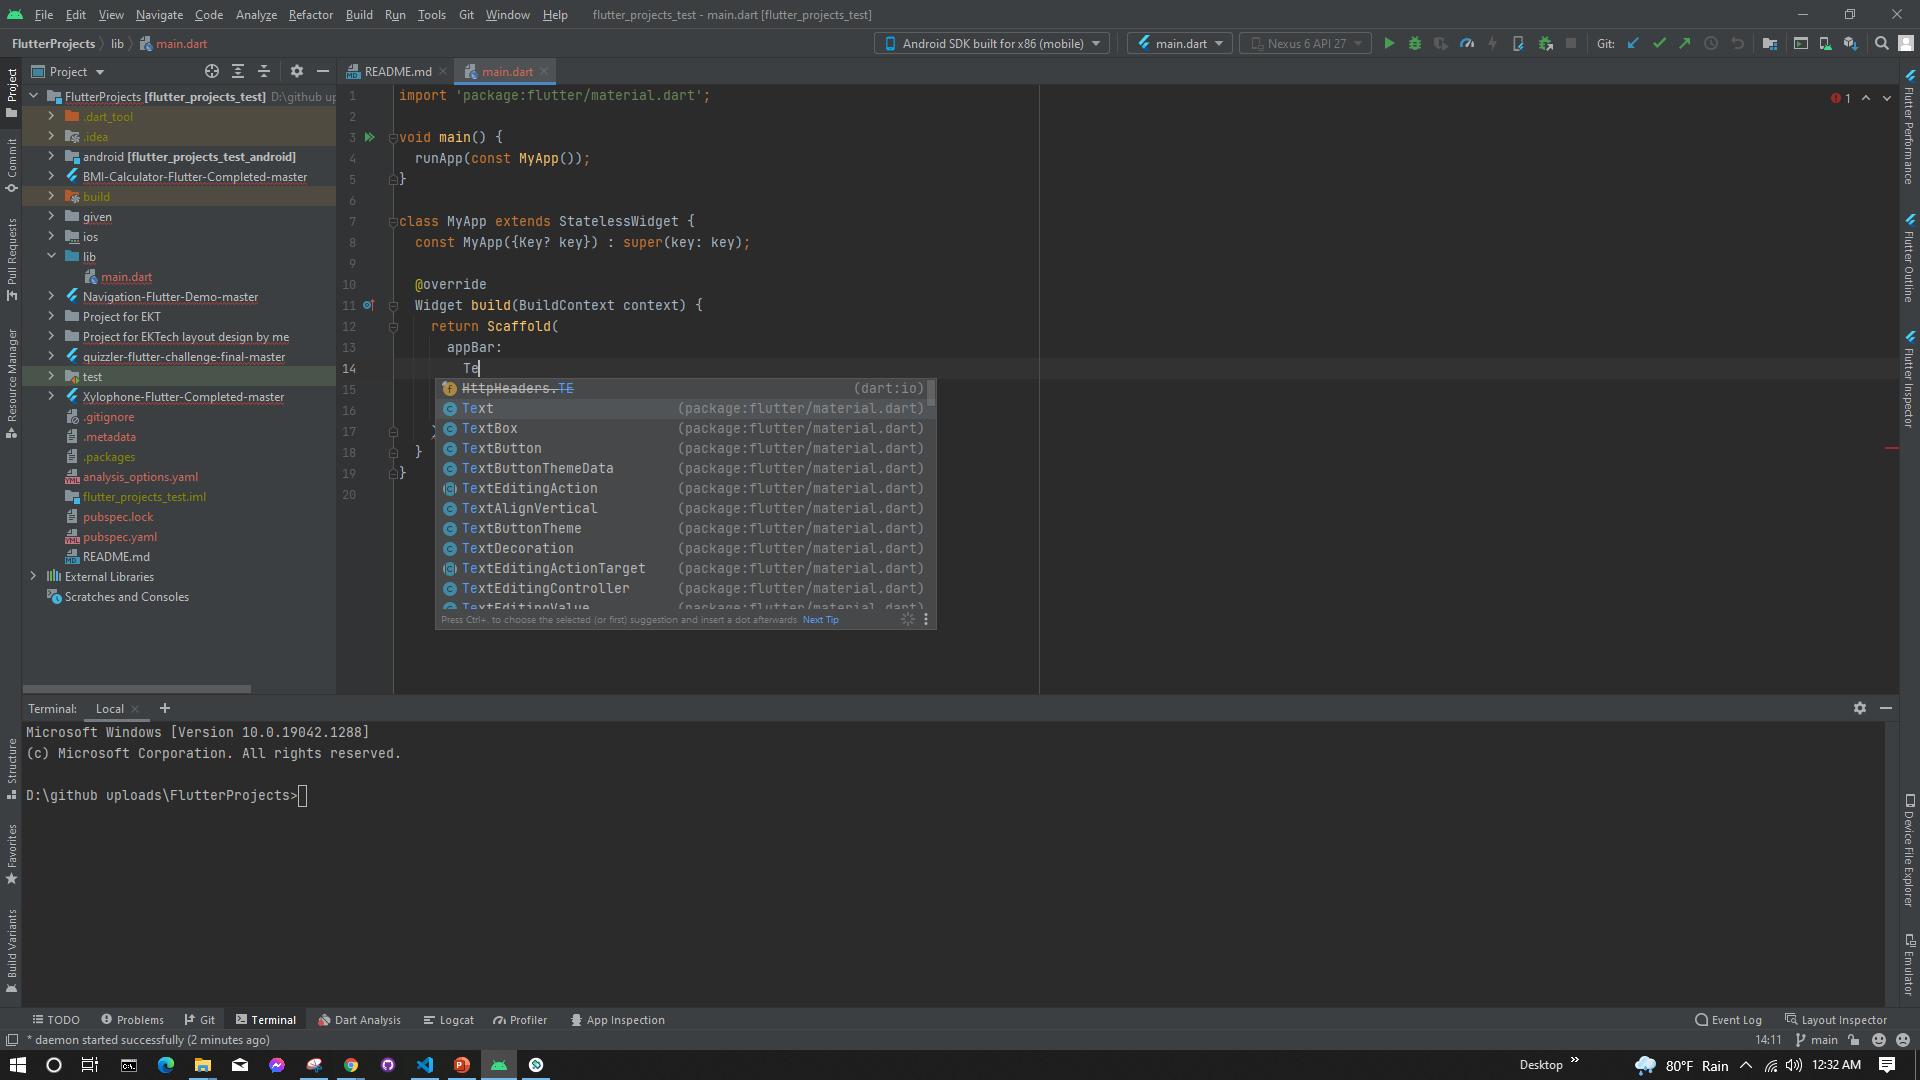 File Edit View Navigate Code Analyze Refactor Build Run Tools Git Window Help flutter_projects_test - main.dart [flutter_projects_test]
FlutterProjects lib main.dart Android SDK built for x86 (mobile) main.dart Nexus 6 API 27 Git:
Project README.md main.dart
FlutterProjects [flutter_projects_test] D:\github up
.dart_tool
.idea
android [flutter_projects_test_android]
BMI-Calculator-Flutter-Completed-master
build
given
ios
lib
main.dart
Navigation-Flutter-Demo-master
Project for EKT
Project for EKTech layout design by me
quizzler-flutter-challenge-final-master
test
Xylophone-Flutter-Completed-master
.gitignore
.metadata
.packages
analysis_options.yaml
flutter_projects_test.iml
pubspec.lock
pubspec.yaml
README.md
External Libraries
Scratches and Consoles
1 import 'package:flutter/material.dart';
2
3 void main() {
4 runApp(const MyApp());
5 }
6
7 class MyApp extends StatelessWidget {
8 const MyApp({Key? key}) : super(key: key);
9
10 @override
11 Widget build(BuildContext context) {
12 return Scaffold(
13 appBar:
14 Te
15
16
17
18 }
19 }
20
1
HttpHeaders.TE (dart:io)
Text (package:flutter/material.dart)
TextBox (package:flutter/material.dart)
TextButton (package:flutter/material.dart)
TextButtonThemeData (package:flutter/material.dart)
TextEditingAction (package:flutter/material.dart)
TextAlignVertical (package:flutter/material.dart)
TextButtonTheme (package:flutter/material.dart)
TextDecoration (package:flutter/material.dart)
TextEditingActionTarget (package:flutter/material.dart)
TextEditingController (package:flutter/material.dart)
TextEditingValue (package:flutter/material.dart)
Press Ctrl+. to choose the selected (or first) suggestion and insert a dot afterwards Next Tip
Project
Commit
Pull Requests
Resource Manager
Structure
Favorites
Build Variants
Flutter Performance
Flutter Outline
Flutter Inspector
Device File Explorer
Emulator
Terminal: Local
Microsoft Windows [Version 10.0.19042.1288]
(c) Microsoft Corporation. All rights reserved.
D:\github uploads\FlutterProjects>
TODO Problems Git Terminal Dart Analysis Logcat Profiler App Inspection Event Log Layout Inspector
* daemon started successfully (2 minutes ago) 14:11 main
Desktop 80°F Rain 12:32 AM